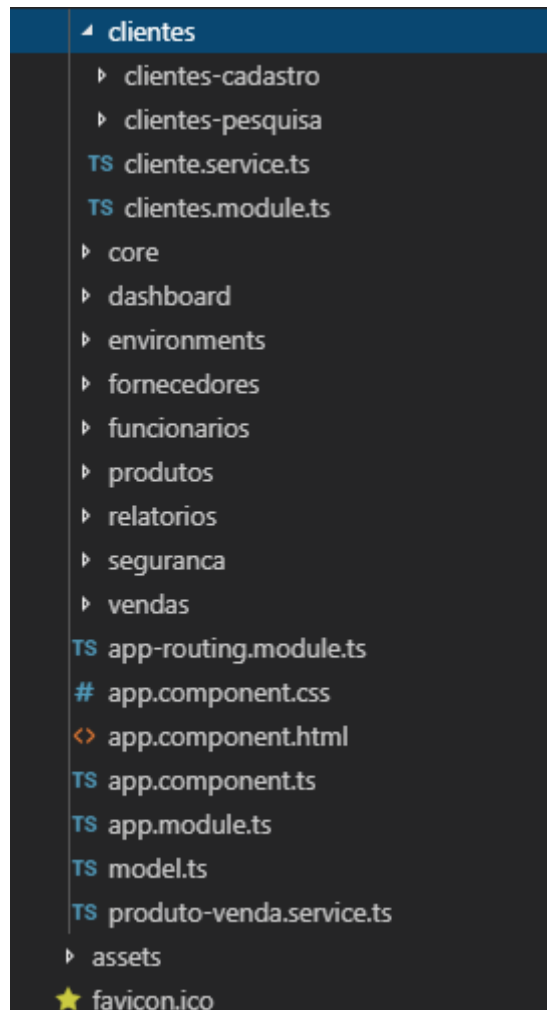 clientes
clientes-cadastro
clientes-pesquisa
TS cliente.service.ts
TS clientes.module.ts
core
dashboard
environments
fornecedores
funcionarios
produtos
relatorios
seguranca
vendas
TS app-routing.module.ts
# app.component.css
<> app.component.html
TS app.component.ts
TS app.module.ts
TS model.ts
TS produto-venda.service.ts
assets
favicon.ico